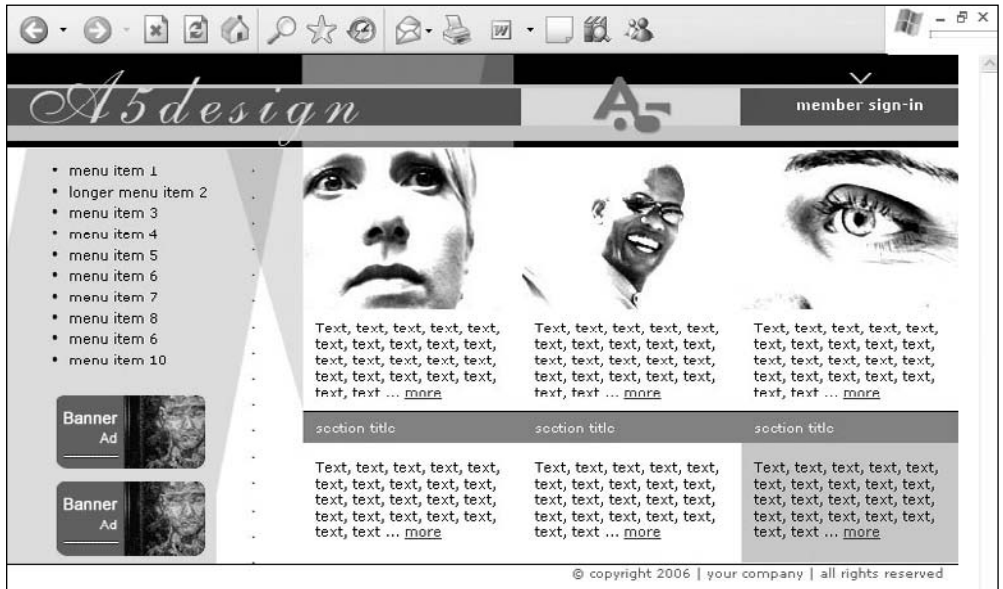 A5design
A5
member sign-in
• menu item 1
• longer menu item 2
• menu item 3
• menu item 4
• menu item 5
• menu item 6
• menu item 7
• menu item 8
• menu item 6
• menu item 10
Banner
Ad
Banner
Ad
Text, text, text, text, text,
text, text, text, text, text,
text, text, text, text, text,
text, text, text, text, text,
text, text ... more
Text, text, text, text, text,
text, text, text, text, text,
text, text, text, text, text,
text, text, text, text, text,
text, text ... more
Text, text, text, text, text,
text, text, text, text, text,
text, text, text, text, text,
text, text, text, text, text,
text, text ... more
section title
section title
section title
Text, text, text, text, text,
text, text, text, text, text,
text, text, text, text, text,
text, text, text, text, text,
text, text ... more
Text, text, text, text, text,
text, text, text, text, text,
text, text, text, text, text,
text, text, text, text, text,
text, text ... more
Text, text, text, text, text,
text, text, text, text, text,
text, text, text, text, text,
text, text, text, text, text,
text, text ... more
© copyright 2006 | your company | all rights reserved